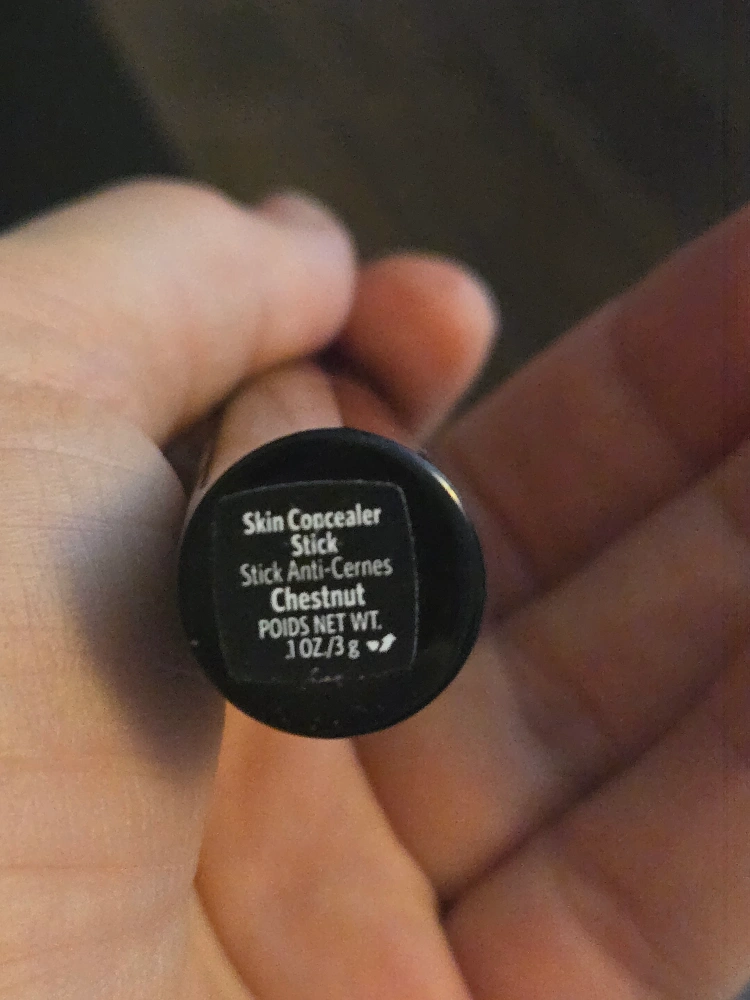 Skin Concealer
Stick
Stick Anti-Cernes
Chestnut
POIDS NET WT.
.1 OZ./3 g